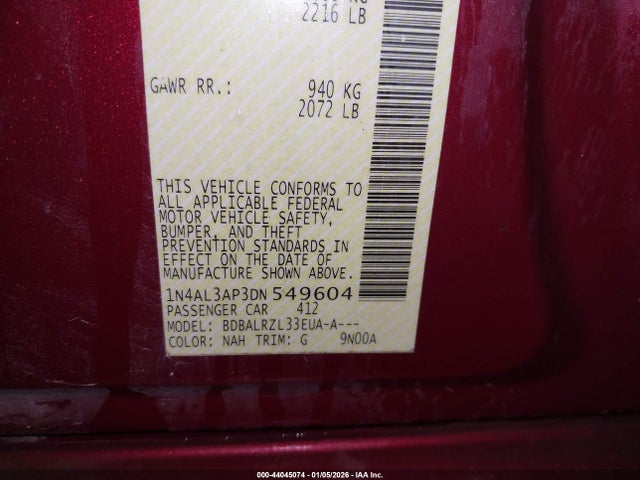 2216 LB
GAWR RR.: 940 KG
2072 LB
THIS VEHICLE CONFORMS TO
ALL APPLICABLE FEDERAL
MOTOR VEHICLE SAFETY,
BUMPER, AND THEFT
PREVENTION STANDARDS IN
EFFECT ON THE DATE OF
MANUFACTURE SHOWN ABOVE.
1N4AL3AP3DN 549604
PASSENGER CAR 412
MODEL: BDBALRZL33EUA-A---
COLOR: NAH TRIM: G 9N00A
000-44045074 - 01/05/2026 - IAA Inc.